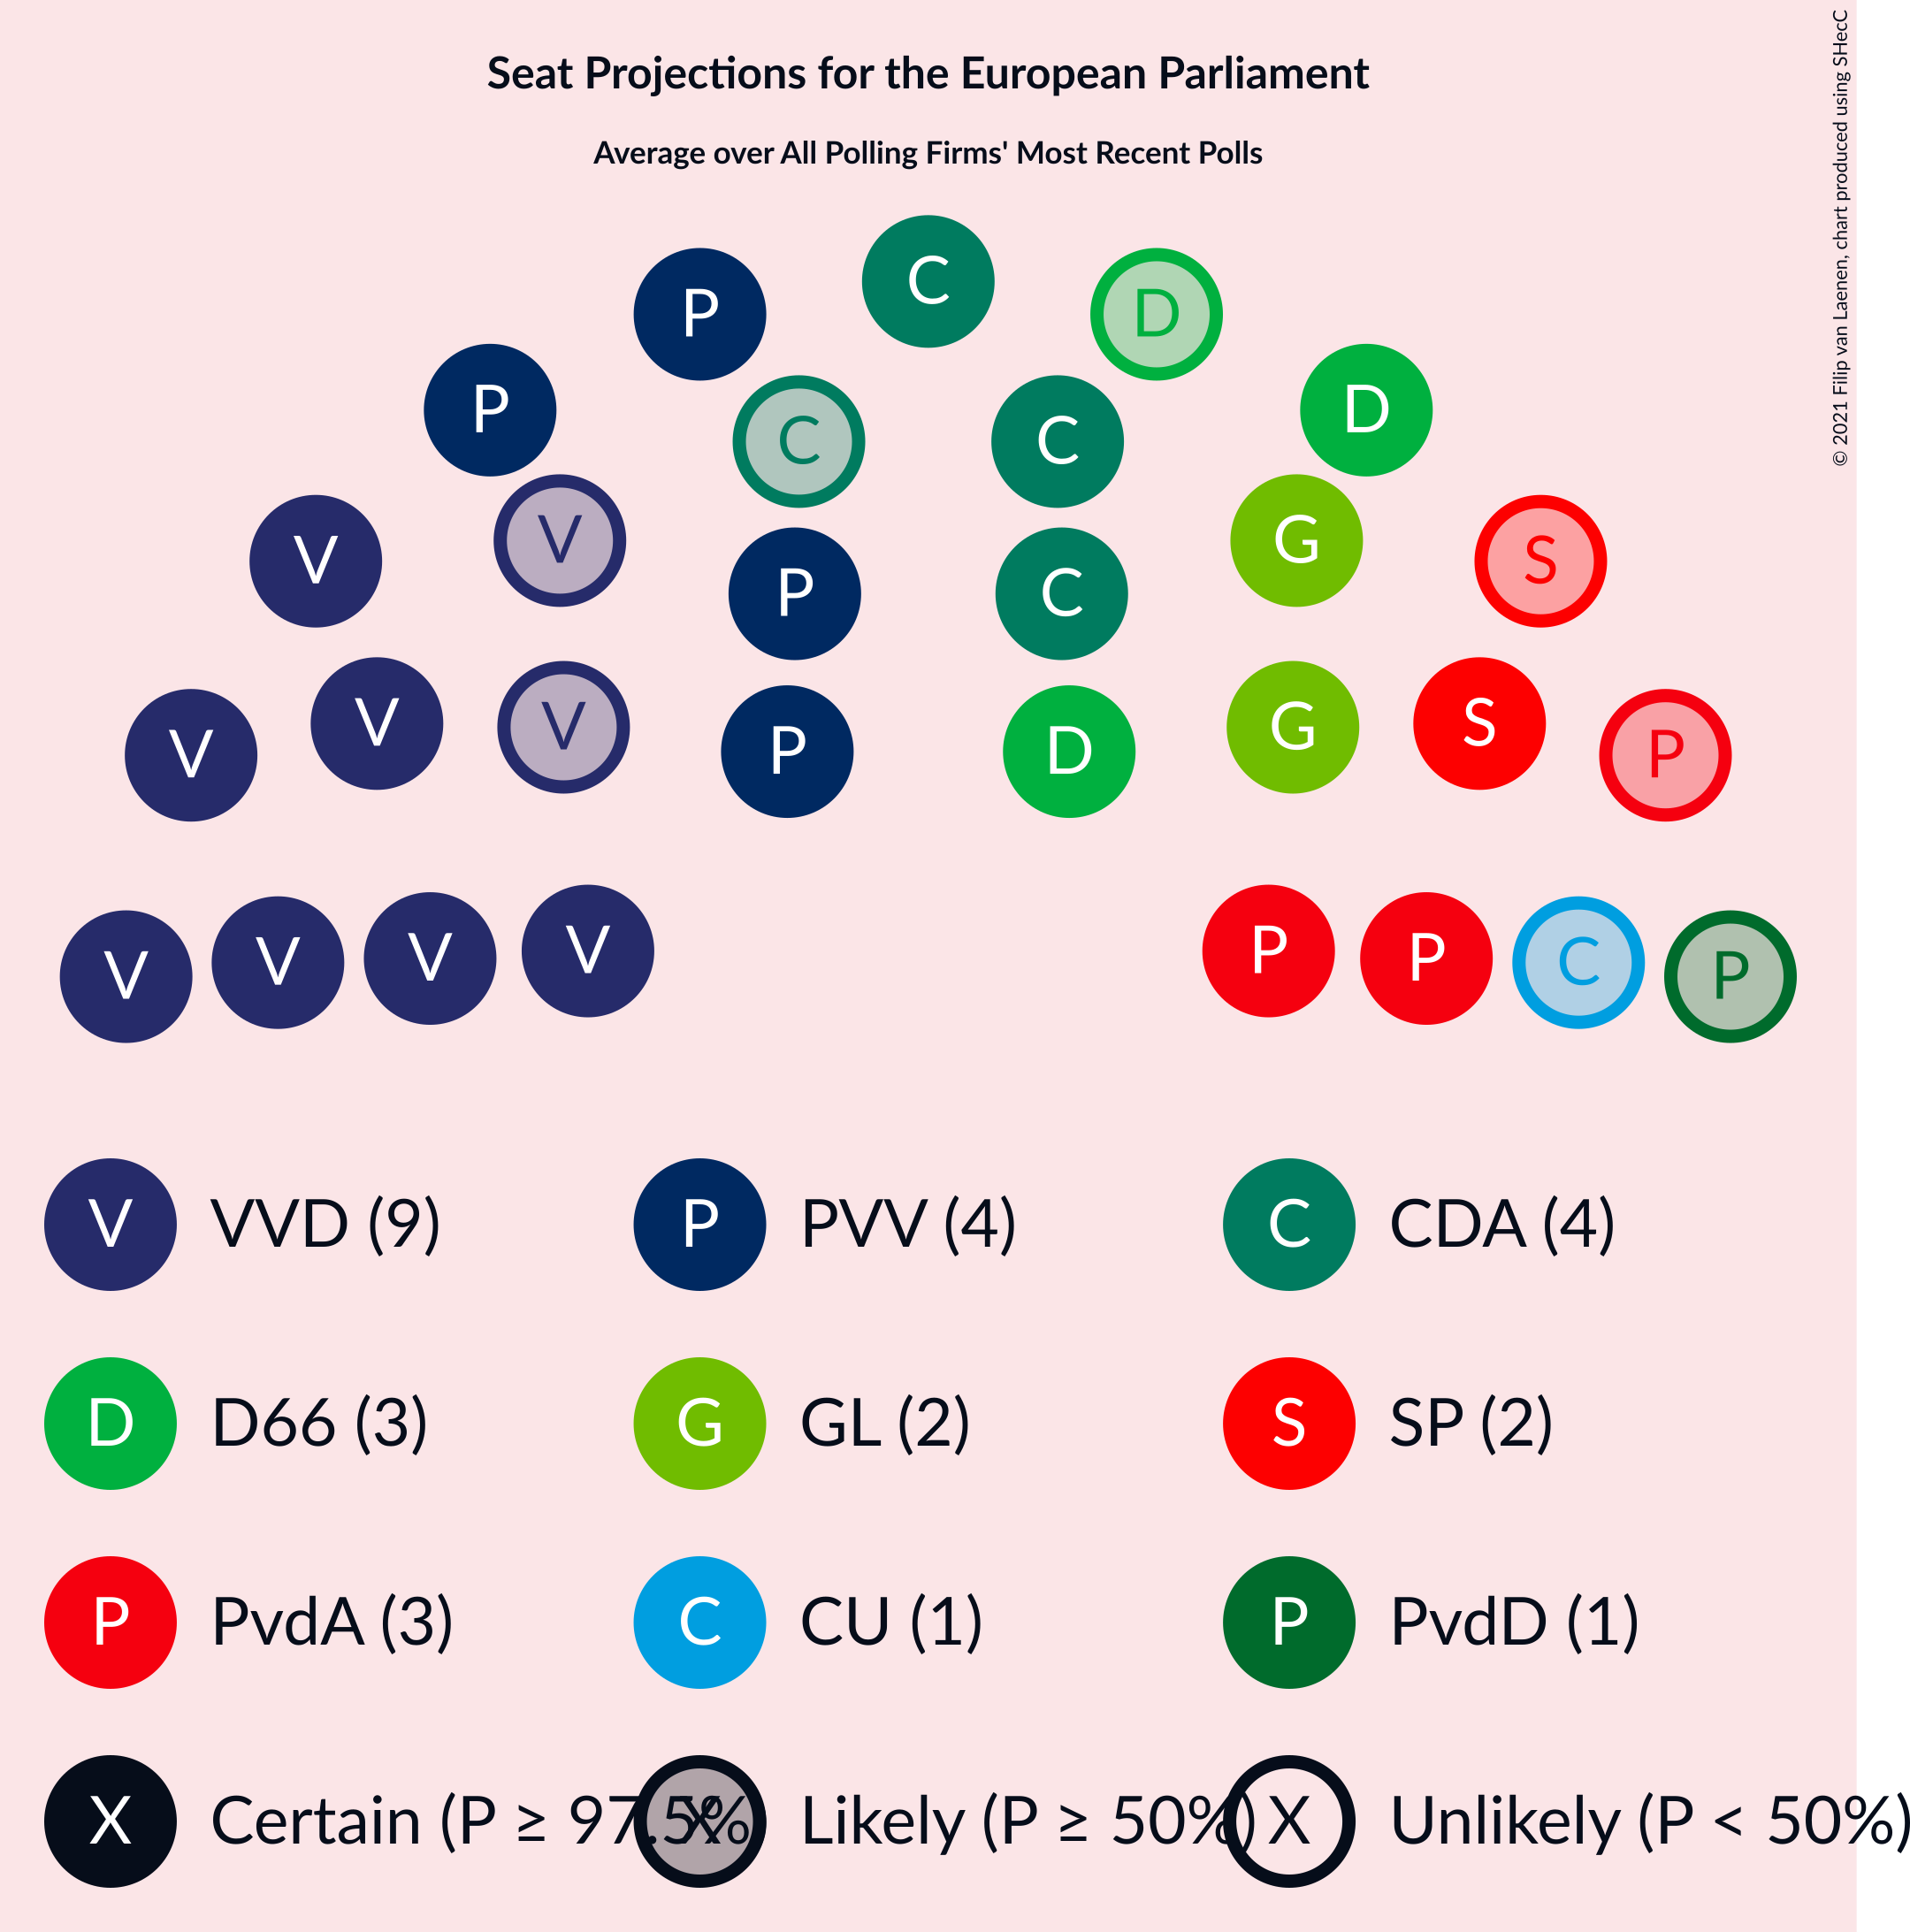 Seat Projections for the European Parliament
Average over All Polling Firms' Most Recent Polls
© 2021 Filip van Laenen, chart produced using SHecC
C
P D
P D
C C
V G
V S
P C
V G
V S
V P
P D
V V P P
V C
V P
V VVD (9) P PVV (4) C CDA (4)
D D66 (3) G GL (2) S SP (2)
P PvdA (3) C CU (1) P PvdD (1)
X Certain (P ≥ 97.5% X Likely (P ≥ 50%) X Unlikely (P < 50%)